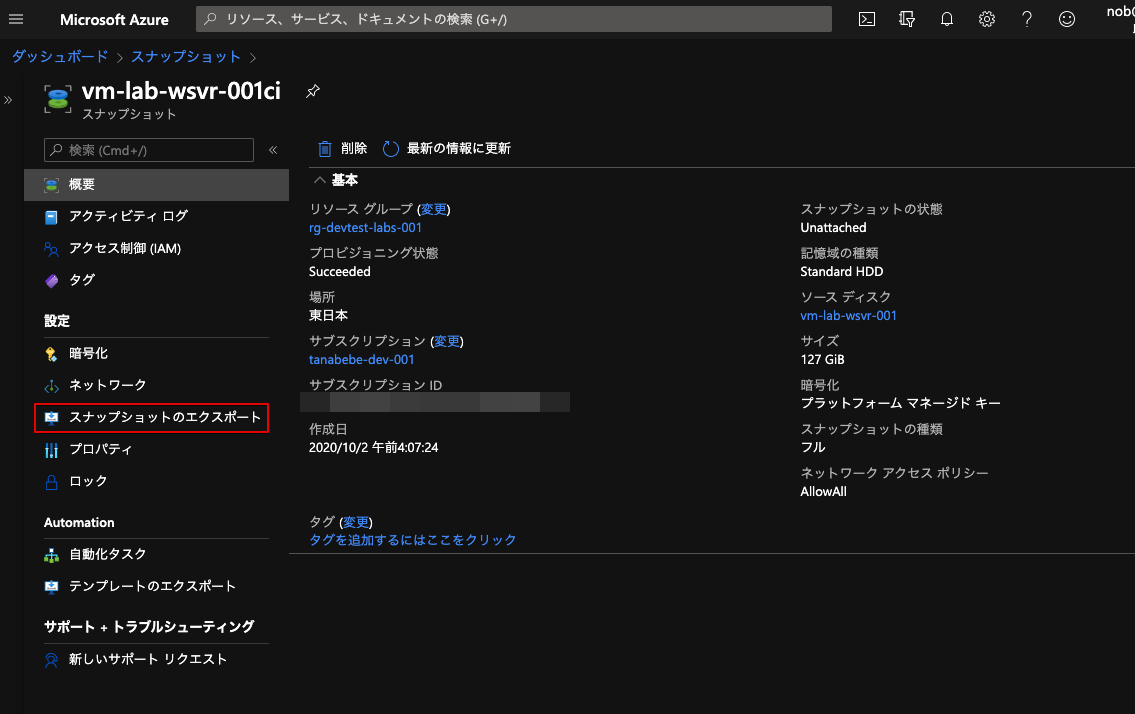 Microsoft Azure
リソース、サービス、ドキュメントの検索 (G+/)
ダッシュボード > スナップショット >
vm-lab-wsvr-001ci
スナップショット
検索 (Cmd+/)
概要
アクティビティ ログ
アクセス制御 (IAM)
タグ
設定
暗号化
ネットワーク
スナップショットのエクスポート
プロパティ
ロック
Automation
自動化タスク
テンプレートのエクスポート
サポート + トラブルシューティング
新しいサポート リクエスト
削除 最新の情報に更新
基本
リソース グループ (変更)
rg-devtest-labs-001
プロビジョニング状態
Succeeded
場所
東日本
サブスクリプション (変更)
tanabebe-dev-001
サブスクリプション ID
作成日
2020/10/2 午前4:07:24
タグ (変更)
タグを追加するにはここをクリック
スナップショットの状態
Unattached
記憶域の種類
Standard HDD
ソース ディスク
vm-lab-wsvr-001
サイズ
127 GiB
暗号化
プラットフォーム マネージド キー
スナップショットの種類
フル
ネットワーク アクセス ポリシー
AllowAll